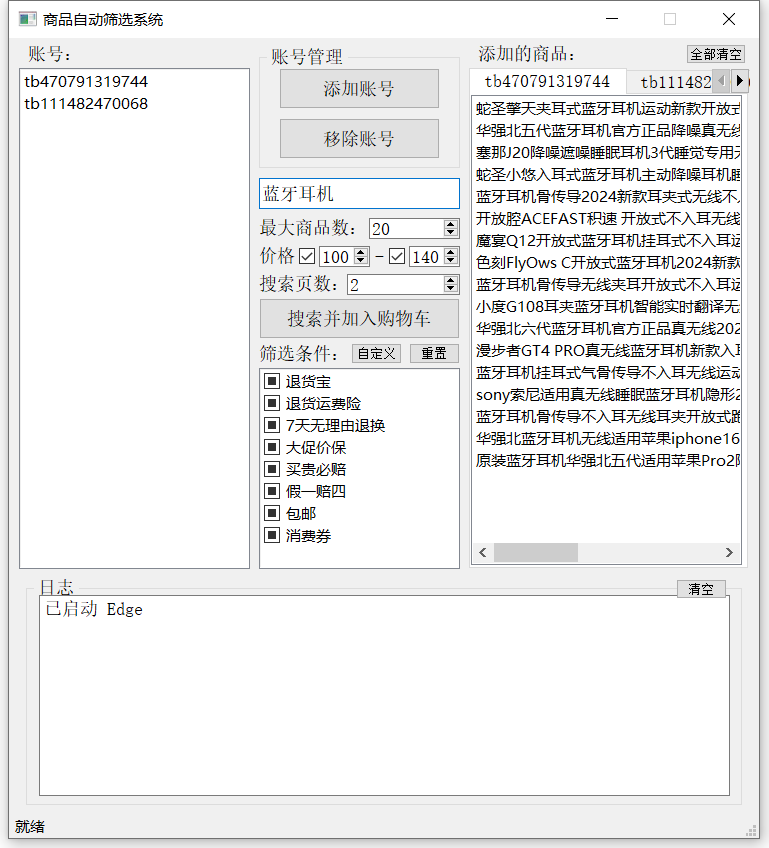 商品自动筛选系统
账号:
tb470791319744
tb111482470068
账号管理
添加账号
移除账号
蓝牙耳机
最大商品数: 20
价格 100 - 140
搜索页数: 2
搜索并加入购物车
筛选条件: 自定义 重置
退货宝
退货运费险
7天无理由退换
大促价保
买贵必赔
假一赔四
包邮
消费券
添加的商品: 全部清空
tb470791319744 tb111482
蛇圣擎天夹耳式蓝牙耳机运动新款开放式
华强北五代蓝牙耳机官方正品降噪真无线
塞那J20降噪遮噪睡眠耳机3代睡觉专用无
蛇圣小悠入耳式蓝牙耳机主动降噪耳机睡
蓝牙耳机骨传导2024新款耳夹式无线不入
开放腔ACEFAST积速 开放式不入耳无线
魔宴Q12开放式蓝牙耳机挂耳式不入耳运
色刻FlyOws C开放式蓝牙耳机2024新款
蓝牙耳机骨传导无线夹耳开放式不入耳运
小度G108耳夹蓝牙耳机智能实时翻译无
华强北六代蓝牙耳机官方正品真无线202
漫步者GT4 PRO真无线蓝牙耳机新款入耳
蓝牙耳机挂耳式气骨传导不入耳无线运动
sony索尼适用真无线睡眠蓝牙耳机隐形2
蓝牙耳机骨传导不入耳无线耳夹开放式跑
华强北蓝牙耳机无线适用苹果iphone16
原装蓝牙耳机华强北五代适用苹果Pro2降
日志 清空
已启动 Edge
就绪